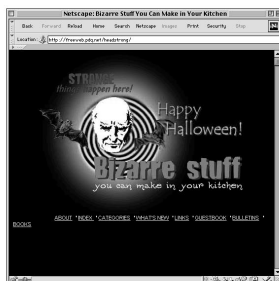 Netscape: Bizarre Stuff You Can Make in Your Kitchen
Back Forward Reload Home Search Netscape Images Print Security Stop
Location: http://freeweb.pdq.net/headstrong/
STRANGE
things happen here!
Happy
Halloween!
Bizarre stuff
you can make in your kitchen
ABOUT *INDEX *CATEGORIES *WHAT'S NEW *LINKS *GUESTBOOK *BULLETINS *
BOOKS